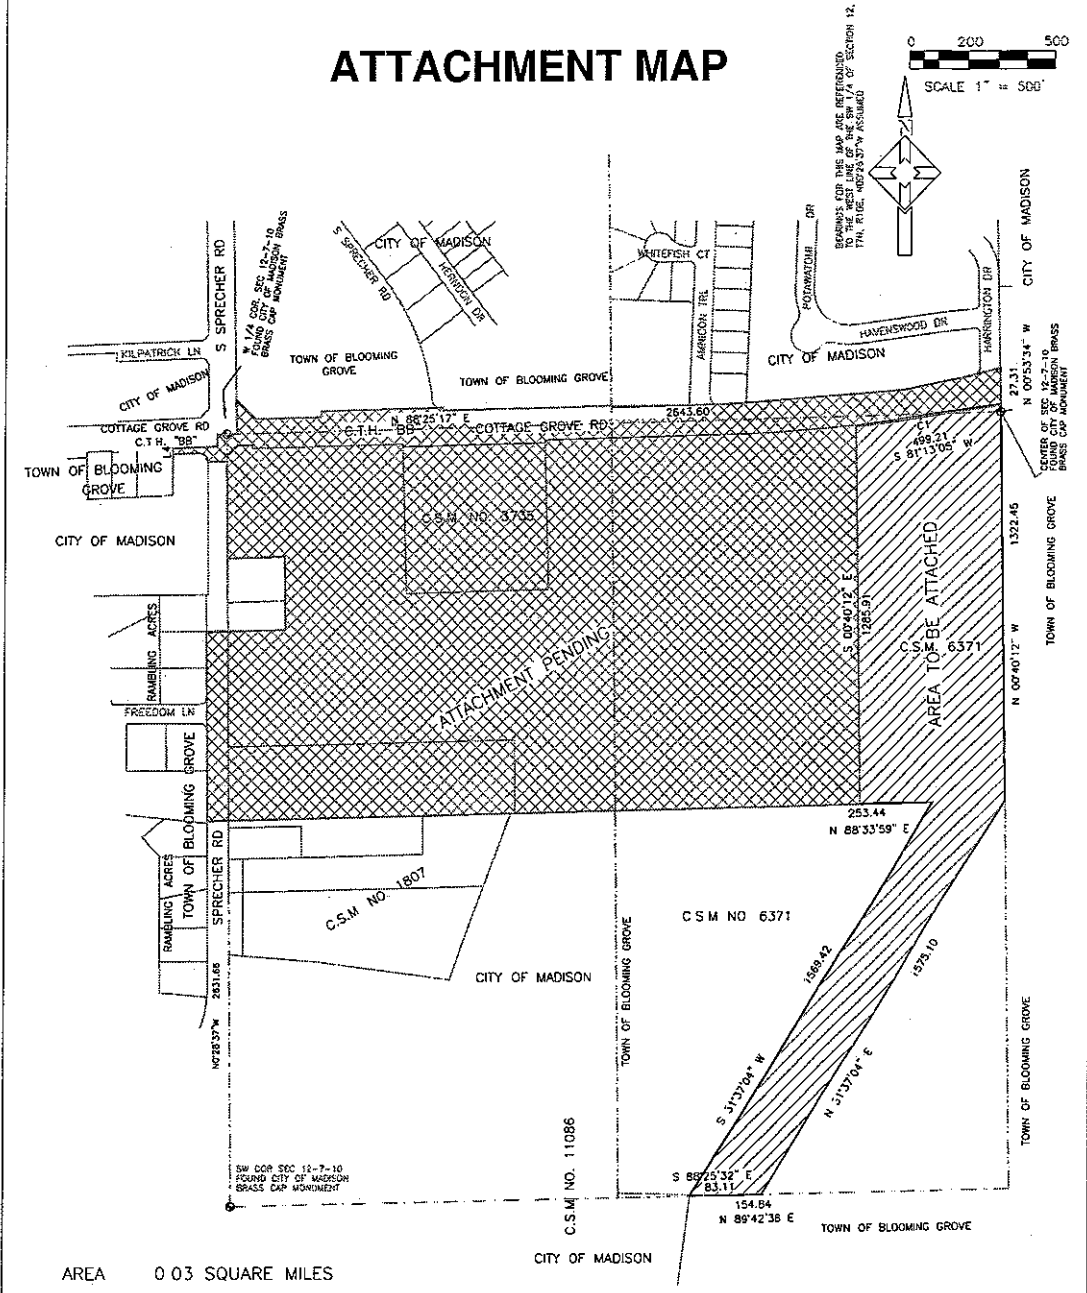 ATTACHMENT MAP
0 200 500
SCALE 1" = 500'
BEARINGS FOR THIS MAP ARE REFERENCED
TO THE WEST LINE OF THE SW 1/4 OF SECTION 12,
T7N, R10E, N00°26'37"W ASSUMED
CITY OF MADISON
S SPRECHER RD
W 1/4 COR. SEC 12-7-10
FOUND CITY OF MADISON BRASS
BRASS CAP MONUMENT
S SPRECHER RD
CITY OF MADISON
HERNDON DR
WHITEFISH CT
AMNICON TRL
POTAWATOMI DR
HAVENSWOOD DR
HARRINGTON DR
CITY OF MADISON
KILPATRICK LN
CITY OF MADISON
TOWN OF BLOOMING
GROVE
TOWN OF BLOOMING GROVE
27.31
N 00°53'34" W
CENTER OF SEC 12-7-10
FOUND CITY OF MADISON BRASS
BRASS CAP MONUMENT
COTTAGE GROVE RD
C.T.H. "BB"
N 88°25'17" E
2643.60
C.T.H. BB
COTTAGE GROVE RD
C1
499.21
S 81°13'05" W
TOWN OF BLOOMING
GROVE
CITY OF MADISON
C.S.M. NO. 3735
S 00°40'12" E
1285.91
AREA TO BE ATTACHED
C.S.M. 6371
1322.45
N 00°40'12" W
TOWN OF BLOOMING GROVE
ATTACHMENT PENDING
RAMBLING ACRES
FREEDOM LN
TOWN OF BLOOMING GROVE
253.44
N 88°33'59" E
RAMBLING ACRES
SPRECHER RD
C.S.M NO. 1807
C S M NO 6371
CITY OF MADISON
TOWN OF BLOOMING GROVE
1569.42
S 31°37'04" W
1575.10
N 31°37'04" E
TOWN OF BLOOMING GROVE
2631.65
N0°26'37"W
SW COR SEC 12-7-10
FOUND CITY OF MADISON
BRASS CAP MONUMENT
C.S.M NO. 11086
S 88°25'32" E
83.11
154.84
N 89°42'36 E
TOWN OF BLOOMING GROVE
CITY OF MADISON
AREA 0 03 SQUARE MILES